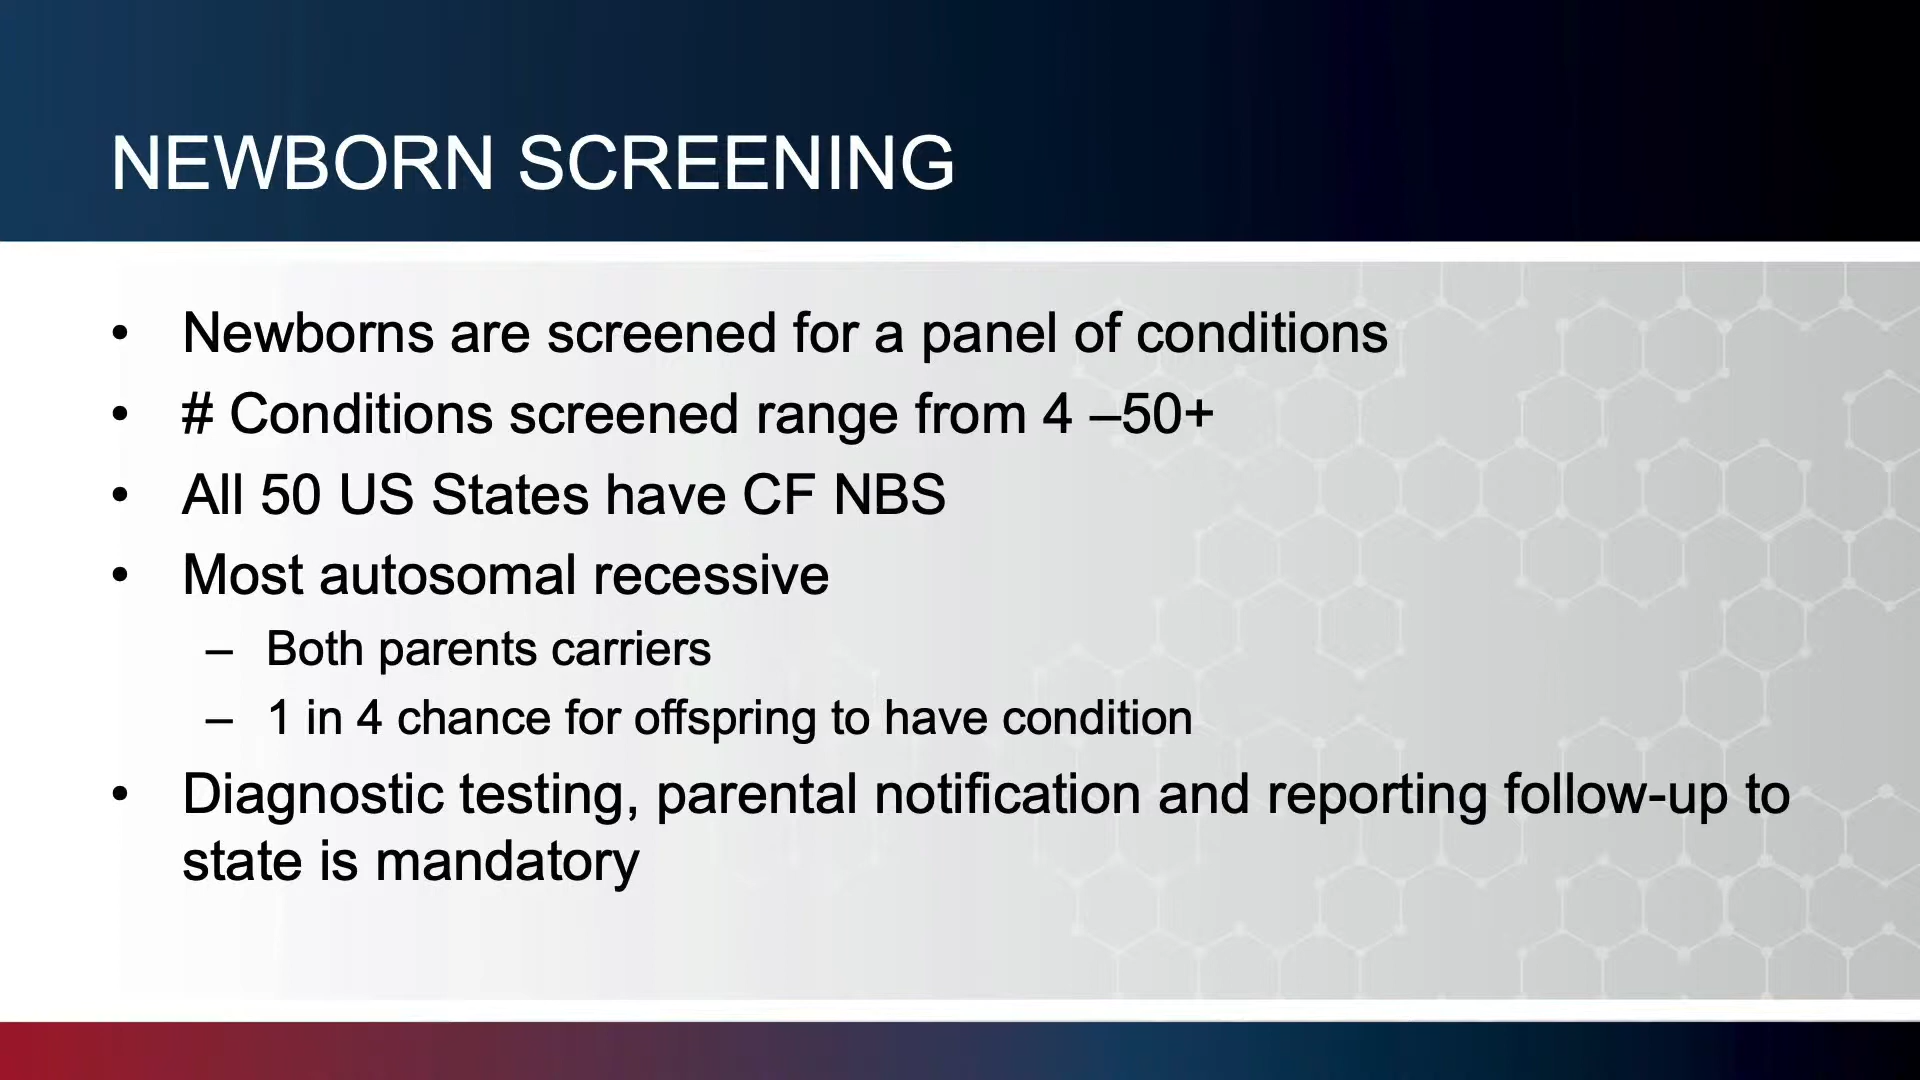 NEWBORN SCREENING
• Newborns are screened for a panel of conditions
• # Conditions screened range from 4 –50+
• All 50 US States have CF NBS
• Most autosomal recessive
– Both parents carriers
– 1 in 4 chance for offspring to have condition
• Diagnostic testing, parental notification and reporting follow-up to
state is mandatory